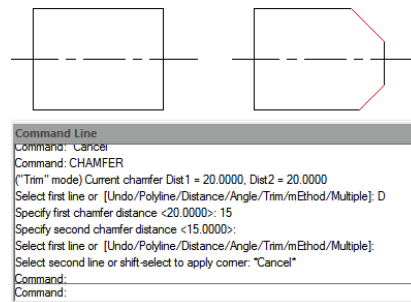 Command Line
Command: *Cancel*
Command: CHAMFER
("Trim" mode) Current chamfer Dist1 = 20.0000, Dist2 = 20.0000
Select first line or [Undo/Polyline/Distance/Angle/Trim/mEthod/Multiple]: D
Specify first chamfer distance <20.0000>: 15
Specify second chamfer distance <15.0000>:
Select first line or [Undo/Polyline/Distance/Angle/Trim/mEthod/Multiple]:
Select second line or shift-select to apply corner: *Cancel*
Command:
Command: